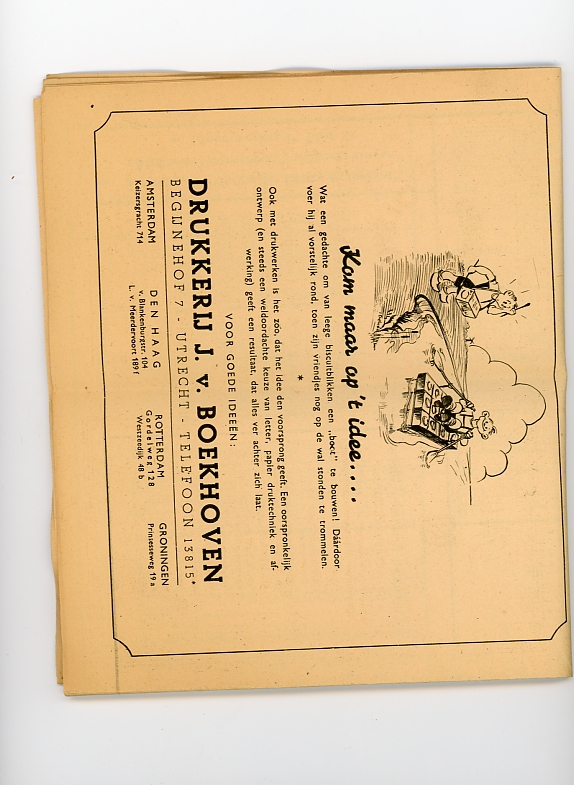 Kom maar op 't idee....
Wat een gedachte om van leege biscuitblikken een „boot" te bouwen! Dáárdoor
voer hij al vorstelijk rond, toen zijn vriendjes nog op de wal stonden te trommelen.
*
Ook met drukwerken is het zóó, dat het idee den voorsprong geeft. Een oorspronkelijk
ontwerp (en steeds een weldoordachte keuze van letter, papier druktechniek en af-
werking) geeft een resultaat, dat alles ver achter zich laat.
VOOR GOEDE IDEEËN:
DRUKKERIJ J. v. BOEKHOVEN
BEGIJNEHOF 7 - UTRECHT - TELEFOON 13815*
AMSTERDAM
Keizersgracht 714
DEN HAAG
v. Blankenburgstr. 104
L. v. Meerdervoort 189f
ROTTERDAM
Gordelweg 128
Westzeedijk 48 b
GRONINGEN
Prinsesseweg 19a